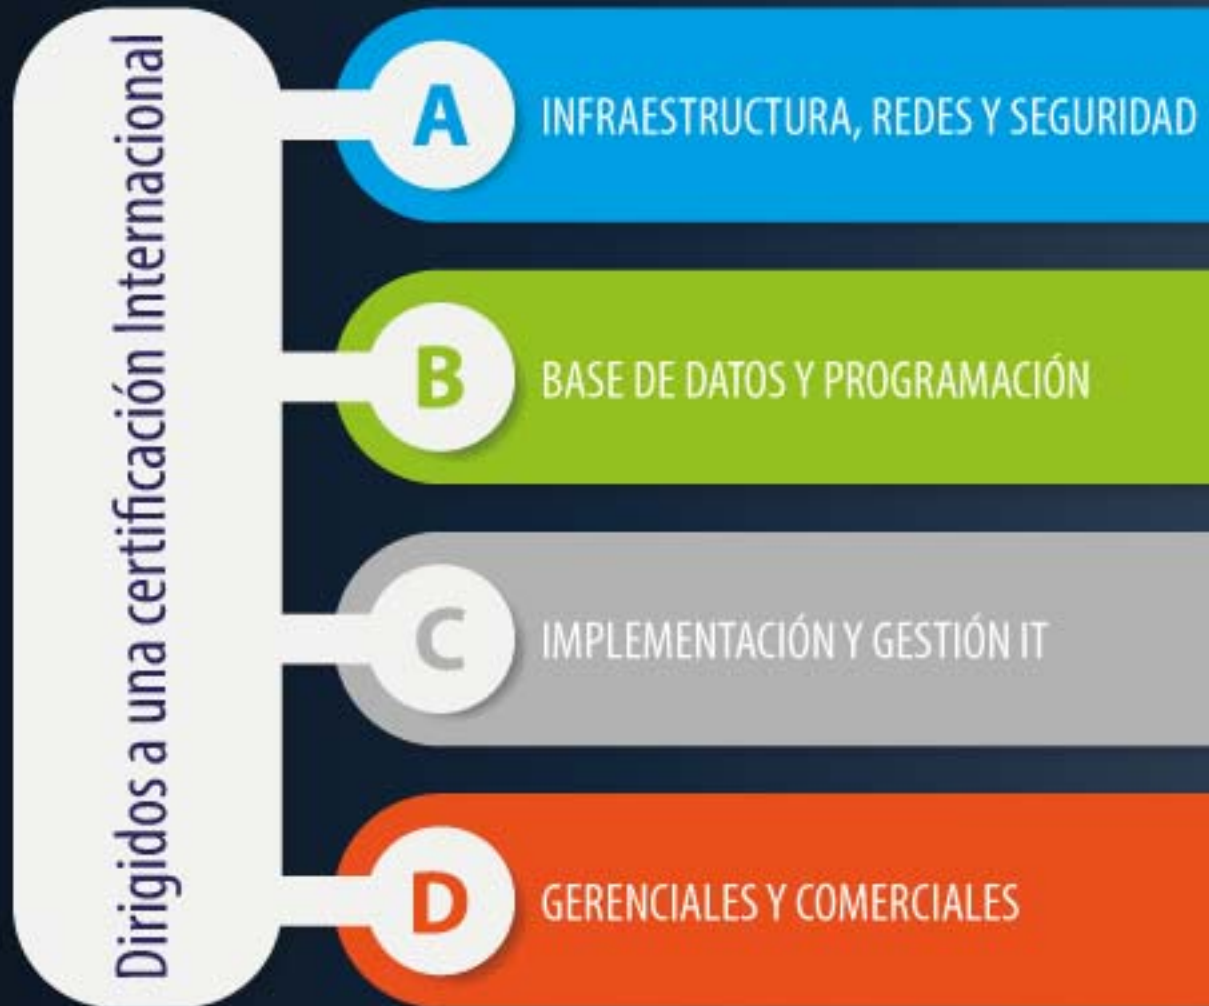 Dirigidos a una certificación Internacional
A
INFRAESTRUCTURA, REDES Y SEGURIDAD
B
BASE DE DATOS Y PROGRAMACIÓN
C
IMPLEMENTACIÓN Y GESTIÓN IT
D
GERENCIALES Y COMERCIALES